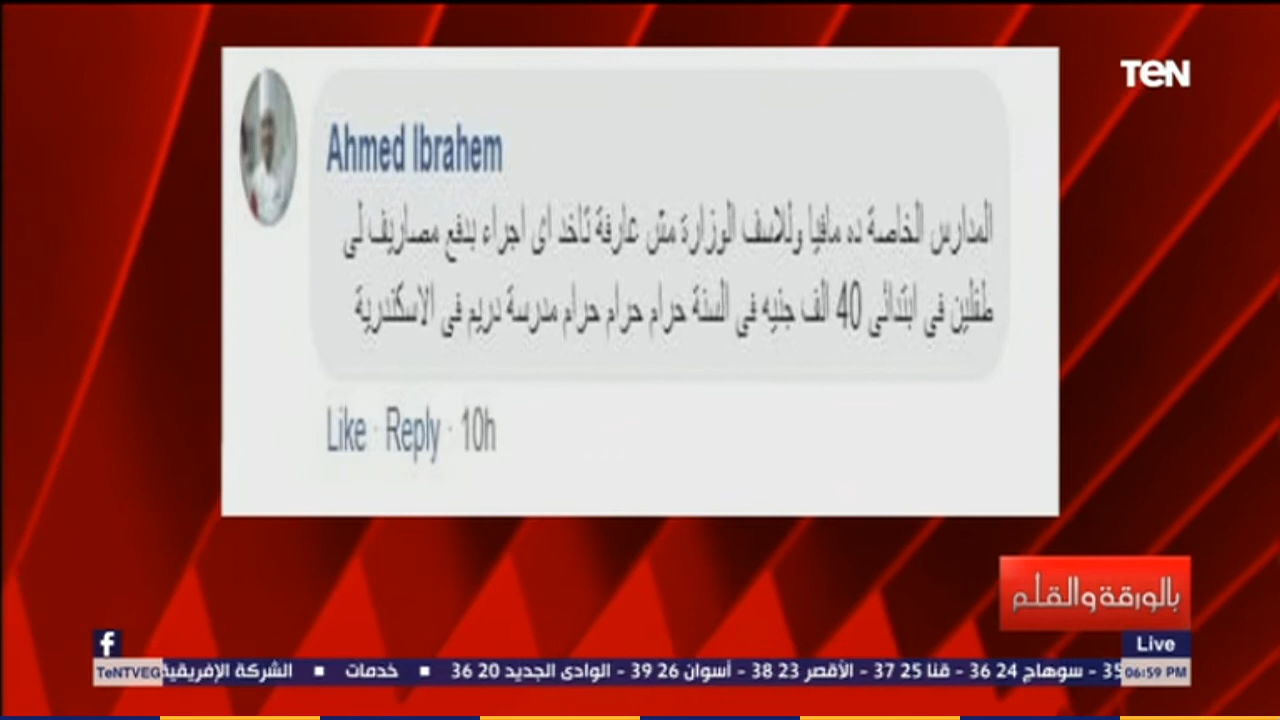 TeN
Ahmed Ibrahem
المدارس الخاصة ده مافيا وللاسف الوزارة مش عارفة تاخد اى اجراء بدفع مصاريف لى
طفلين فى ابتدائى 40 الف جنيه فى السنة حرام حرام حرام مدرسة دريم فى الاسكندرية
Like · Reply · 10h
بالورقة والقلم
Live
06:59 PM
35 - سوهاج 24 36 - قنا 25 37 - الأقصر 23 38 - أسوان 26 39 - الوادى الجديد 20 36 ■ خدمات ■ الشركة الإفريقية
f
TeNTVEG